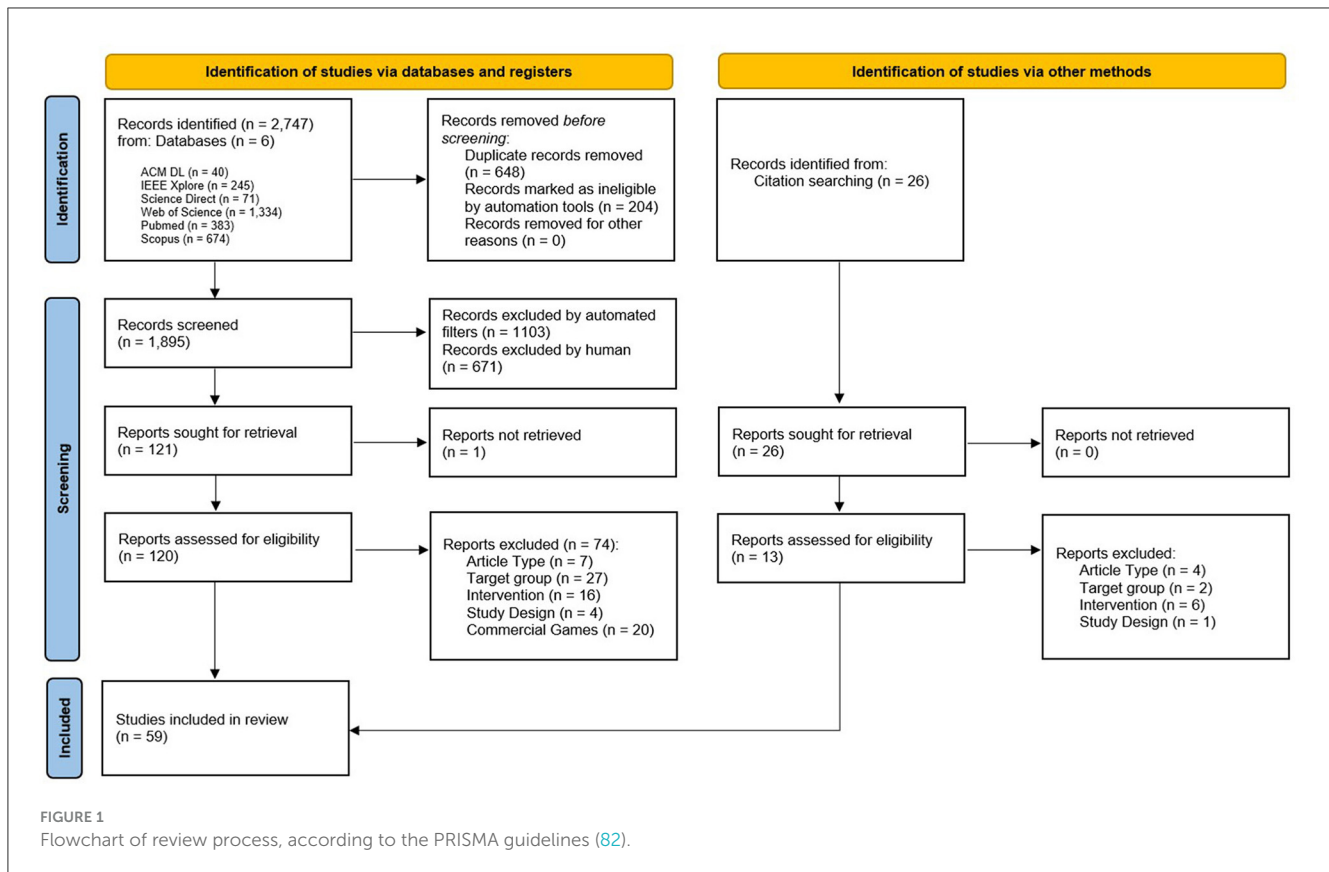 Identification of studies via databases and registers
Identification of studies via other methods
Identification
Records identified (n = 2,747)
from: Databases (n = 6)
ACM DL (n = 40)
IEEE Xplore (n = 245)
Science Direct (n = 71)
Web of Science (n = 1,334)
Pubmed (n = 383)
Scopus (n = 674)
Records removed before
screening:
Duplicate records removed
(n = 648)
Records marked as ineligible
by automation tools (n = 204)
Records removed for other
reasons (n = 0)
Records identified from:
Citation searching (n = 26)
Screening
Records screened
(n = 1,895)
Records excluded by automated
filters (n = 1103)
Records excluded by human
(n = 671)
Reports sought for retrieval
(n = 121)
Reports not retrieved
(n = 1)
Reports sought for retrieval
(n = 26)
Reports not retrieved
(n = 0)
Reports assessed for eligibility
(n = 120)
Reports excluded (n = 74):
Article Type (n = 7)
Target group (n = 27)
Intervention (n = 16)
Study Design (n = 4)
Commercial Games (n = 20)
Reports assessed for eligibility
(n = 13)
Reports excluded:
Article Type (n = 4)
Target group (n = 2)
Intervention (n = 6)
Study Design (n = 1)
Included
Studies included in review
(n = 59)
FIGURE 1
Flowchart of review process, according to the PRISMA guidelines (82).